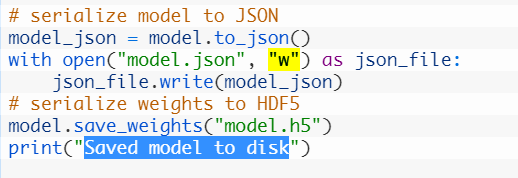 # serialize model to JSON
model_json = model.to_json()
with open("model.json", "w") as json_file:
    json_file.write(model_json)
# serialize weights to HDF5
model.save_weights("model.h5")
print("Saved model to disk")